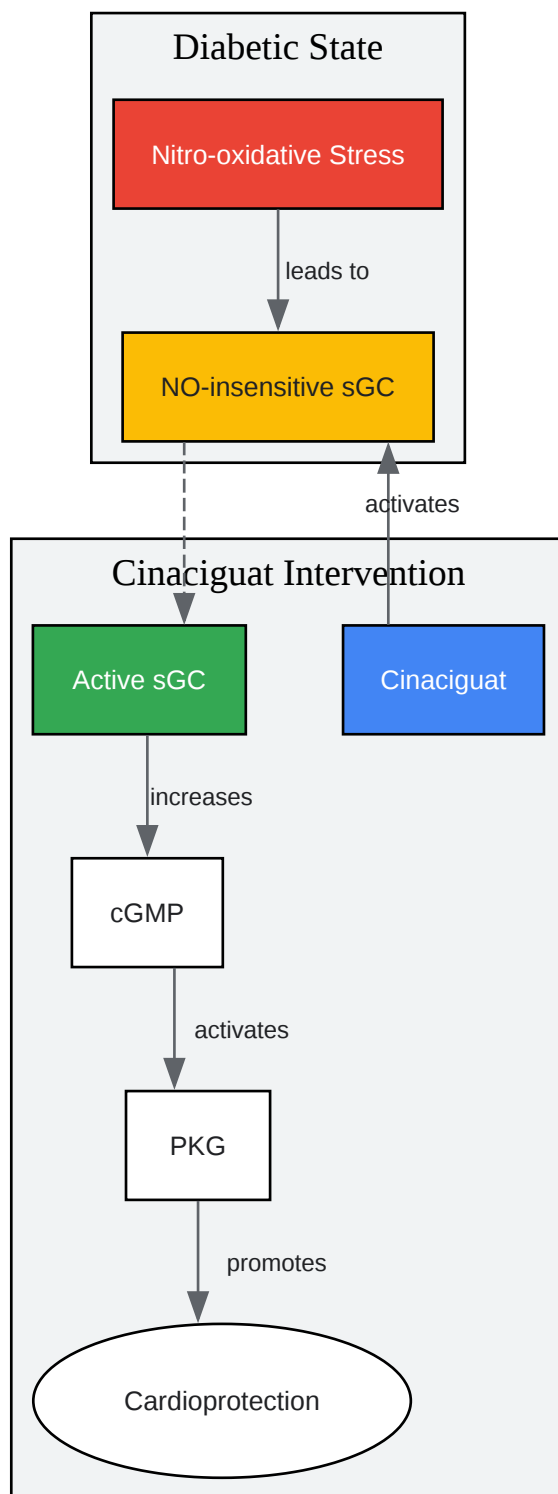 Diabetic State
Nitro-oxidative Stress
leads to
NO-insensitive sGC
activates
Cinaciguat Intervention
Active sGC
Cinaciguat
increases
cGMP
activates
PKG
promotes
Cardioprotection